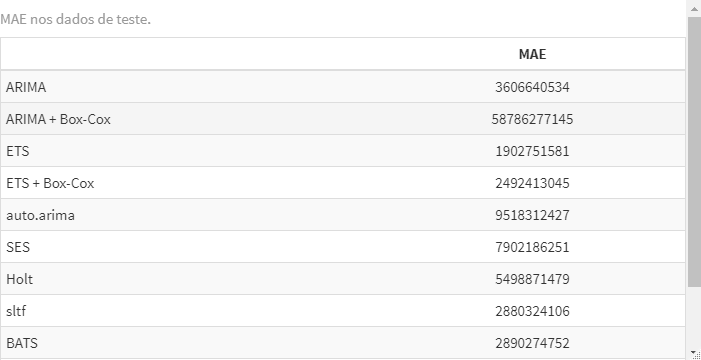 MAE nos dados de teste.
MAE
ARIMA 3606640534
ARIMA + Box-Cox 58786277145
ETS 1902751581
ETS + Box-Cox 2492413045
auto.arima 9518312427
SES 7902186251
Holt 5498871479
sltf 2880324106
BATS 2890274752